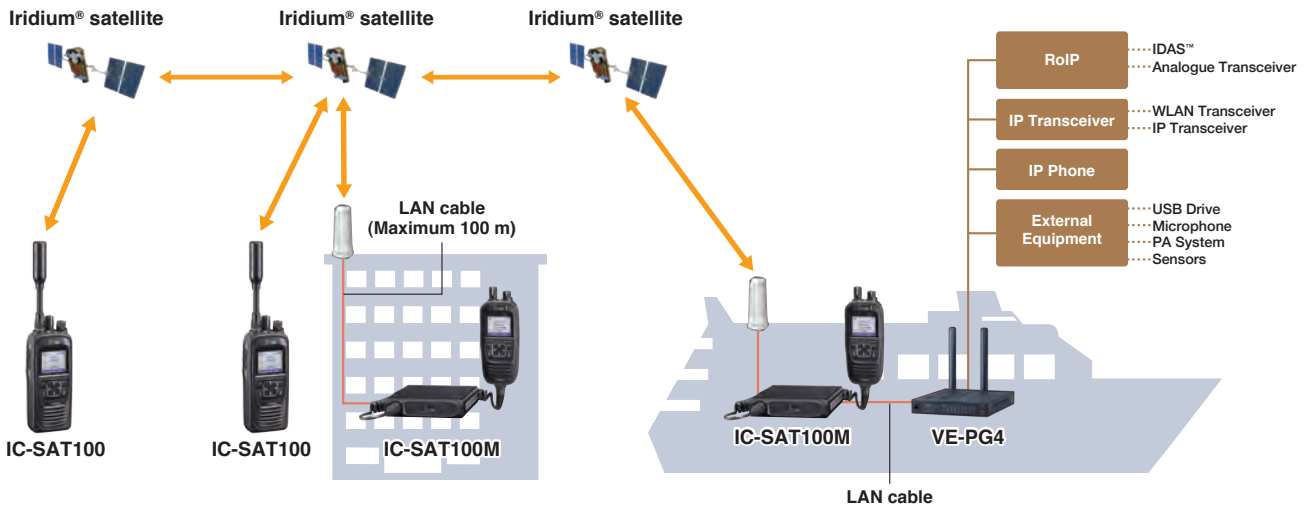 Iridium® satellite
Iridium® satellite
Iridium® satellite
RoIP
IDAS™
Analogue Transceiver
IP Transceiver
WLAN Transceiver
IP Transceiver
IP Phone
External
Equipment
USB Drive
Microphone
PA System
Sensors
LAN cable
(Maximum 100 m)
IC-SAT100
IC-SAT100
IC-SAT100M
IC-SAT100M
VE-PG4
LAN cable